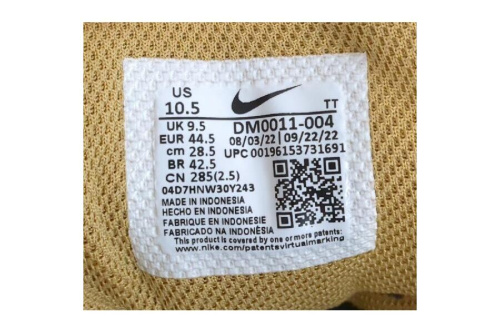 US
10.5
TT
UK 9.5
DM0011-004
EUR 44.5
08/03/22 09/22/22
cm 28.5
UPC 00196153731691
BR 42.5
CN 285(2.5)
04D7HNW30Y243
MADE IN INDONESIA
HECHO EN INDONESIA
FABRIQUE EN INDONESIE
FABRICADO NA INDONÉSIA
This product is covered by one or more patents. See
www.nike.com/patentsvirtualmarking